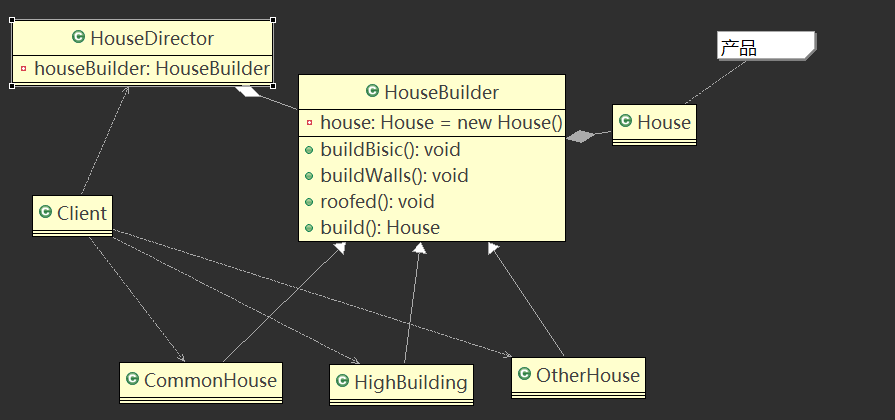 HouseDirector
houseBuilder: HouseBuilder
产品
HouseBuilder
house: House = new House()
buildBisic(): void
buildWalls(): void
roofed(): void
build(): House
House
Client
CommonHouse
HighBuilding
OtherHouse